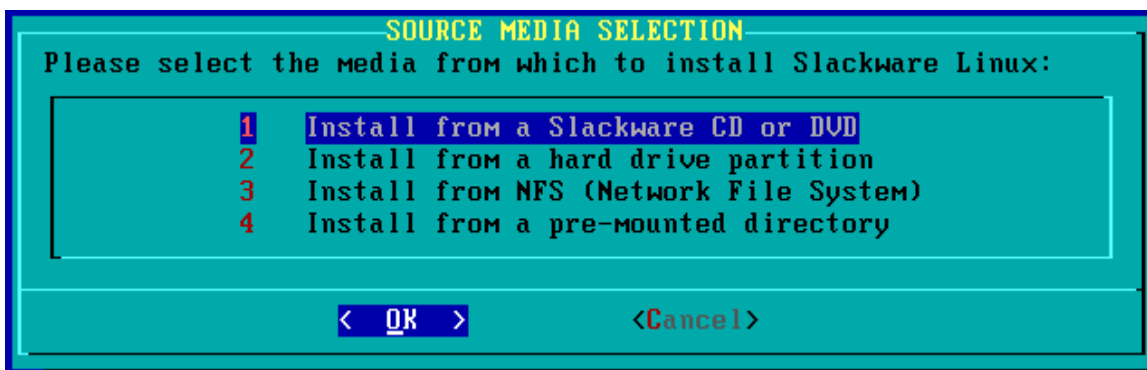 SOURCE MEDIA SELECTION
Please select the media from which to install Slackware Linux:
1 Install from a Slackware CD or DVD
2 Install from a hard drive partition
3 Install from NFS (Network File System)
4 Install from a pre-mounted directory
< OK > <Cancel>